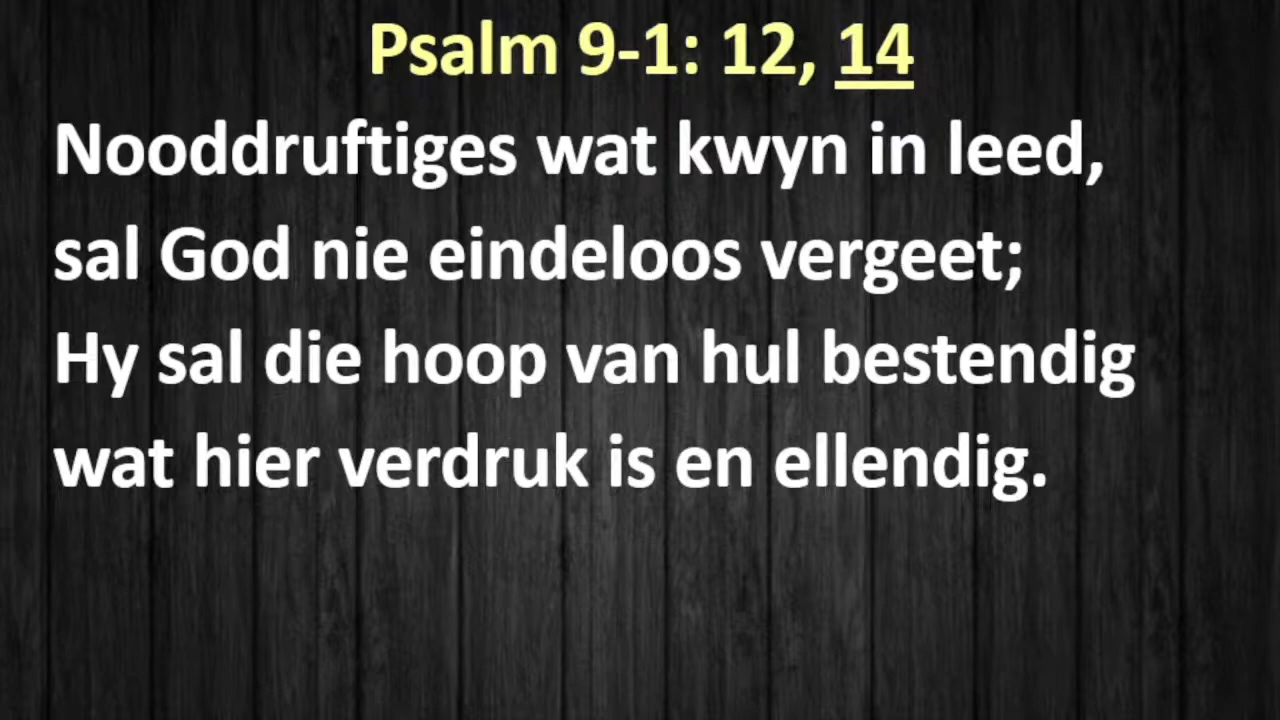 Psalm 9-1: 12, 14
Nooddruftiges wat kwyn in leed,
sal God nie eindeloos vergeet;
Hy sal die hoop van hul bestendig
wat hier verdruk is en ellendig.